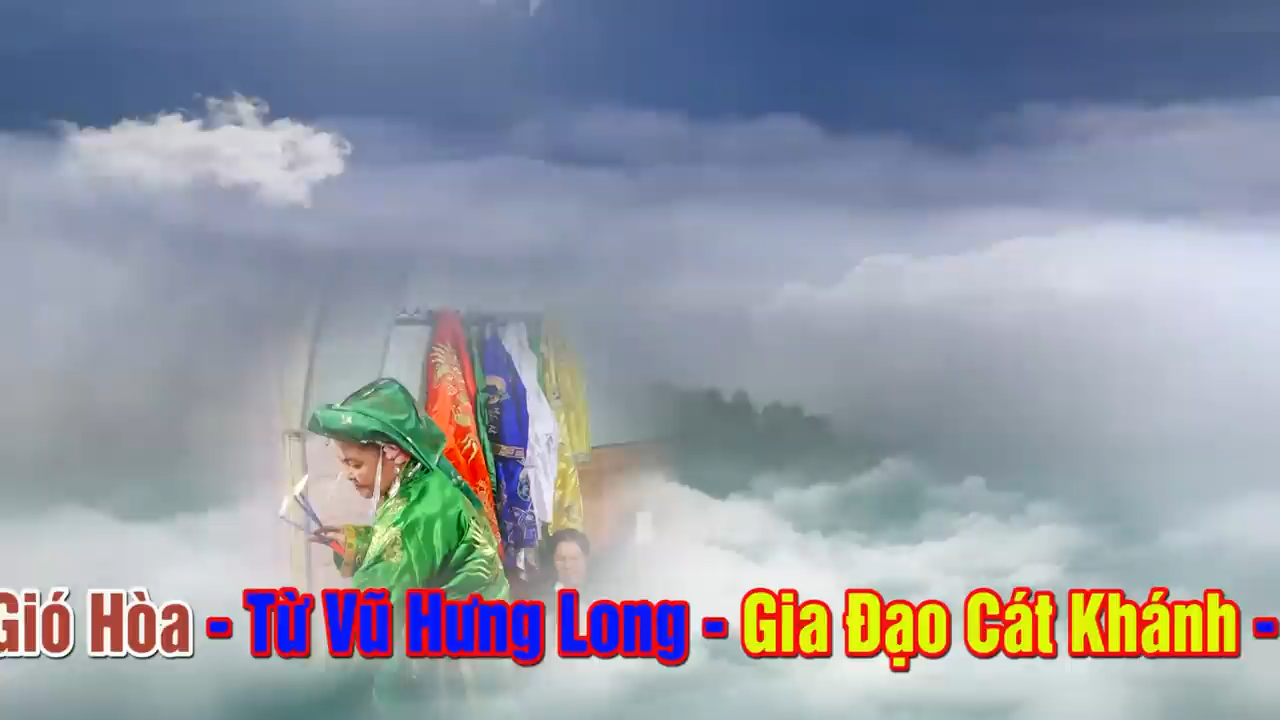 Gió Hòa - Từ Vũ Hưng Long - Gia Đạo Cát Khánh -